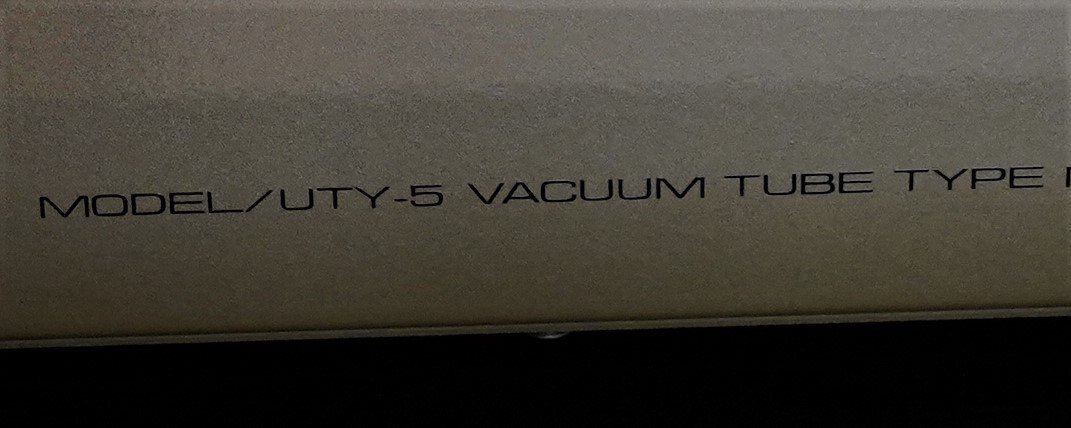 MODEL/UTY-5 VACUUM TUBE TYPE